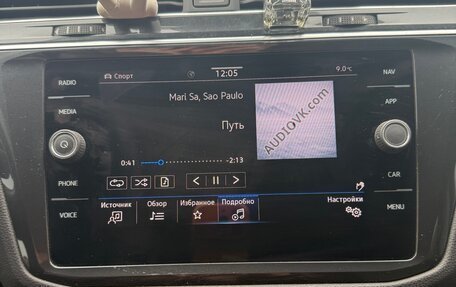 Спорт
12:05
9.0°C
RADIO
MEDIA
PHONE
VOICE
NAV
APP
CAR
MENU
Mari Sa, Sao Paulo
Путь
AUDIOVK.com
0:41
-2:13
Источник
Обзор
Избранное
Подробно
Настройки